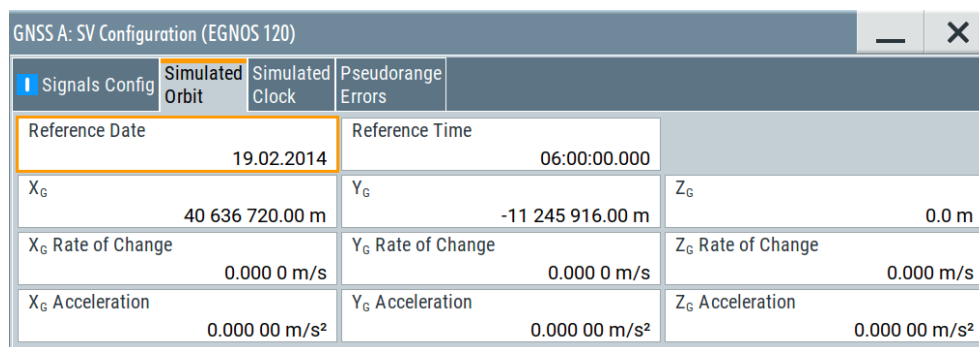 GNSS A: SV Configuration (EGNOS 120)
Signals Config
Simulated Orbit
Simulated Clock
Pseudorange Errors
Reference Date
19.02.2014
Reference Time
06:00:00.000
XG
40 636 720.00 m
YG
-11 245 916.00 m
ZG
0.0 m
XG Rate of Change
0.000 0 m/s
YG Rate of Change
0.000 0 m/s
ZG Rate of Change
0.000 m/s
XG Acceleration
0.000 00 m/s²
YG Acceleration
0.000 00 m/s²
ZG Acceleration
0.000 00 m/s²